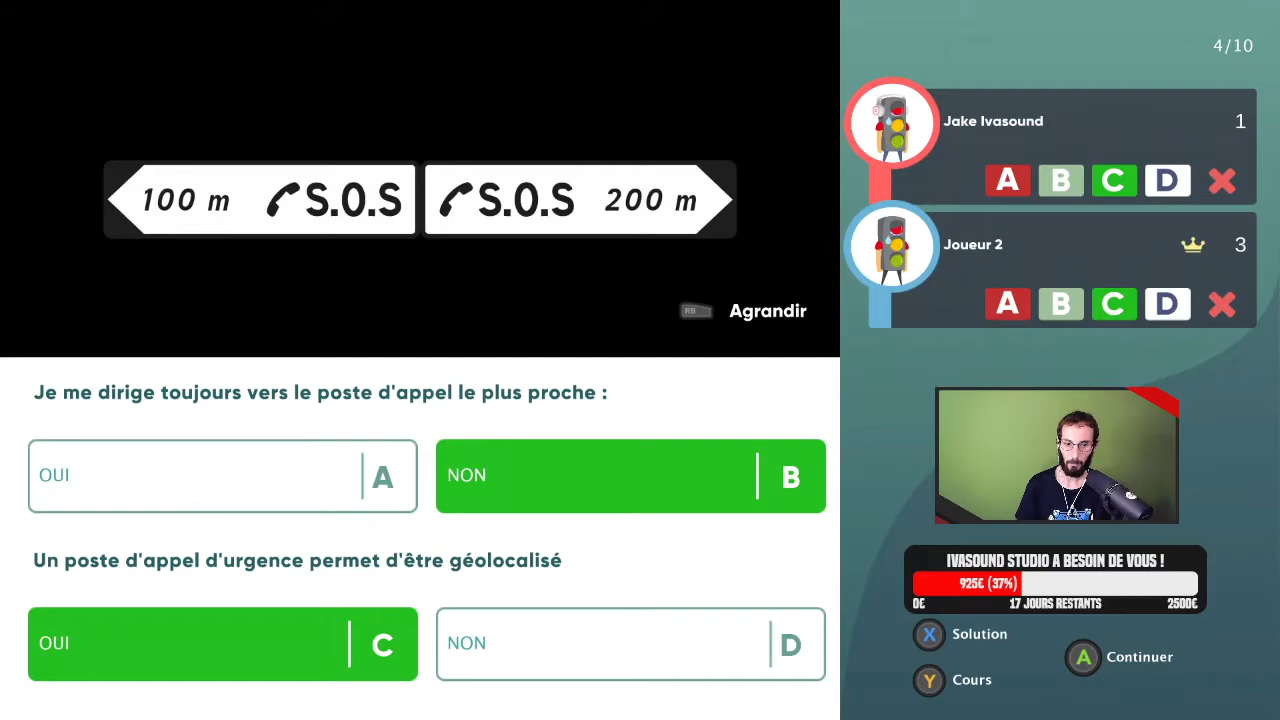 4/10
100 m S.O.S S.O.S 200 m
RB Agrandir
Jake Ivasound 1
A B C D
Joueur 2 3
A B C D
Je me dirige toujours vers le poste d'appel le plus proche :
OUI A NON B
Un poste d'appel d'urgence permet d'être géolocalisé
OUI C NON D
IVASOUND STUDIO A BESOIN DE VOUS !
925€ (37%)
0€ 17 JOURS RESTANTS 2500€
X Solution
A Continuer
Y Cours